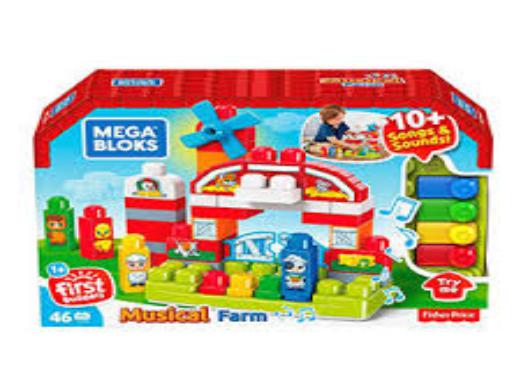 MEGA
BLOKS
10+
Songs &
Sounds!
1+
First
Builders
46
Musical Farm
Try
me
Fisher-Price